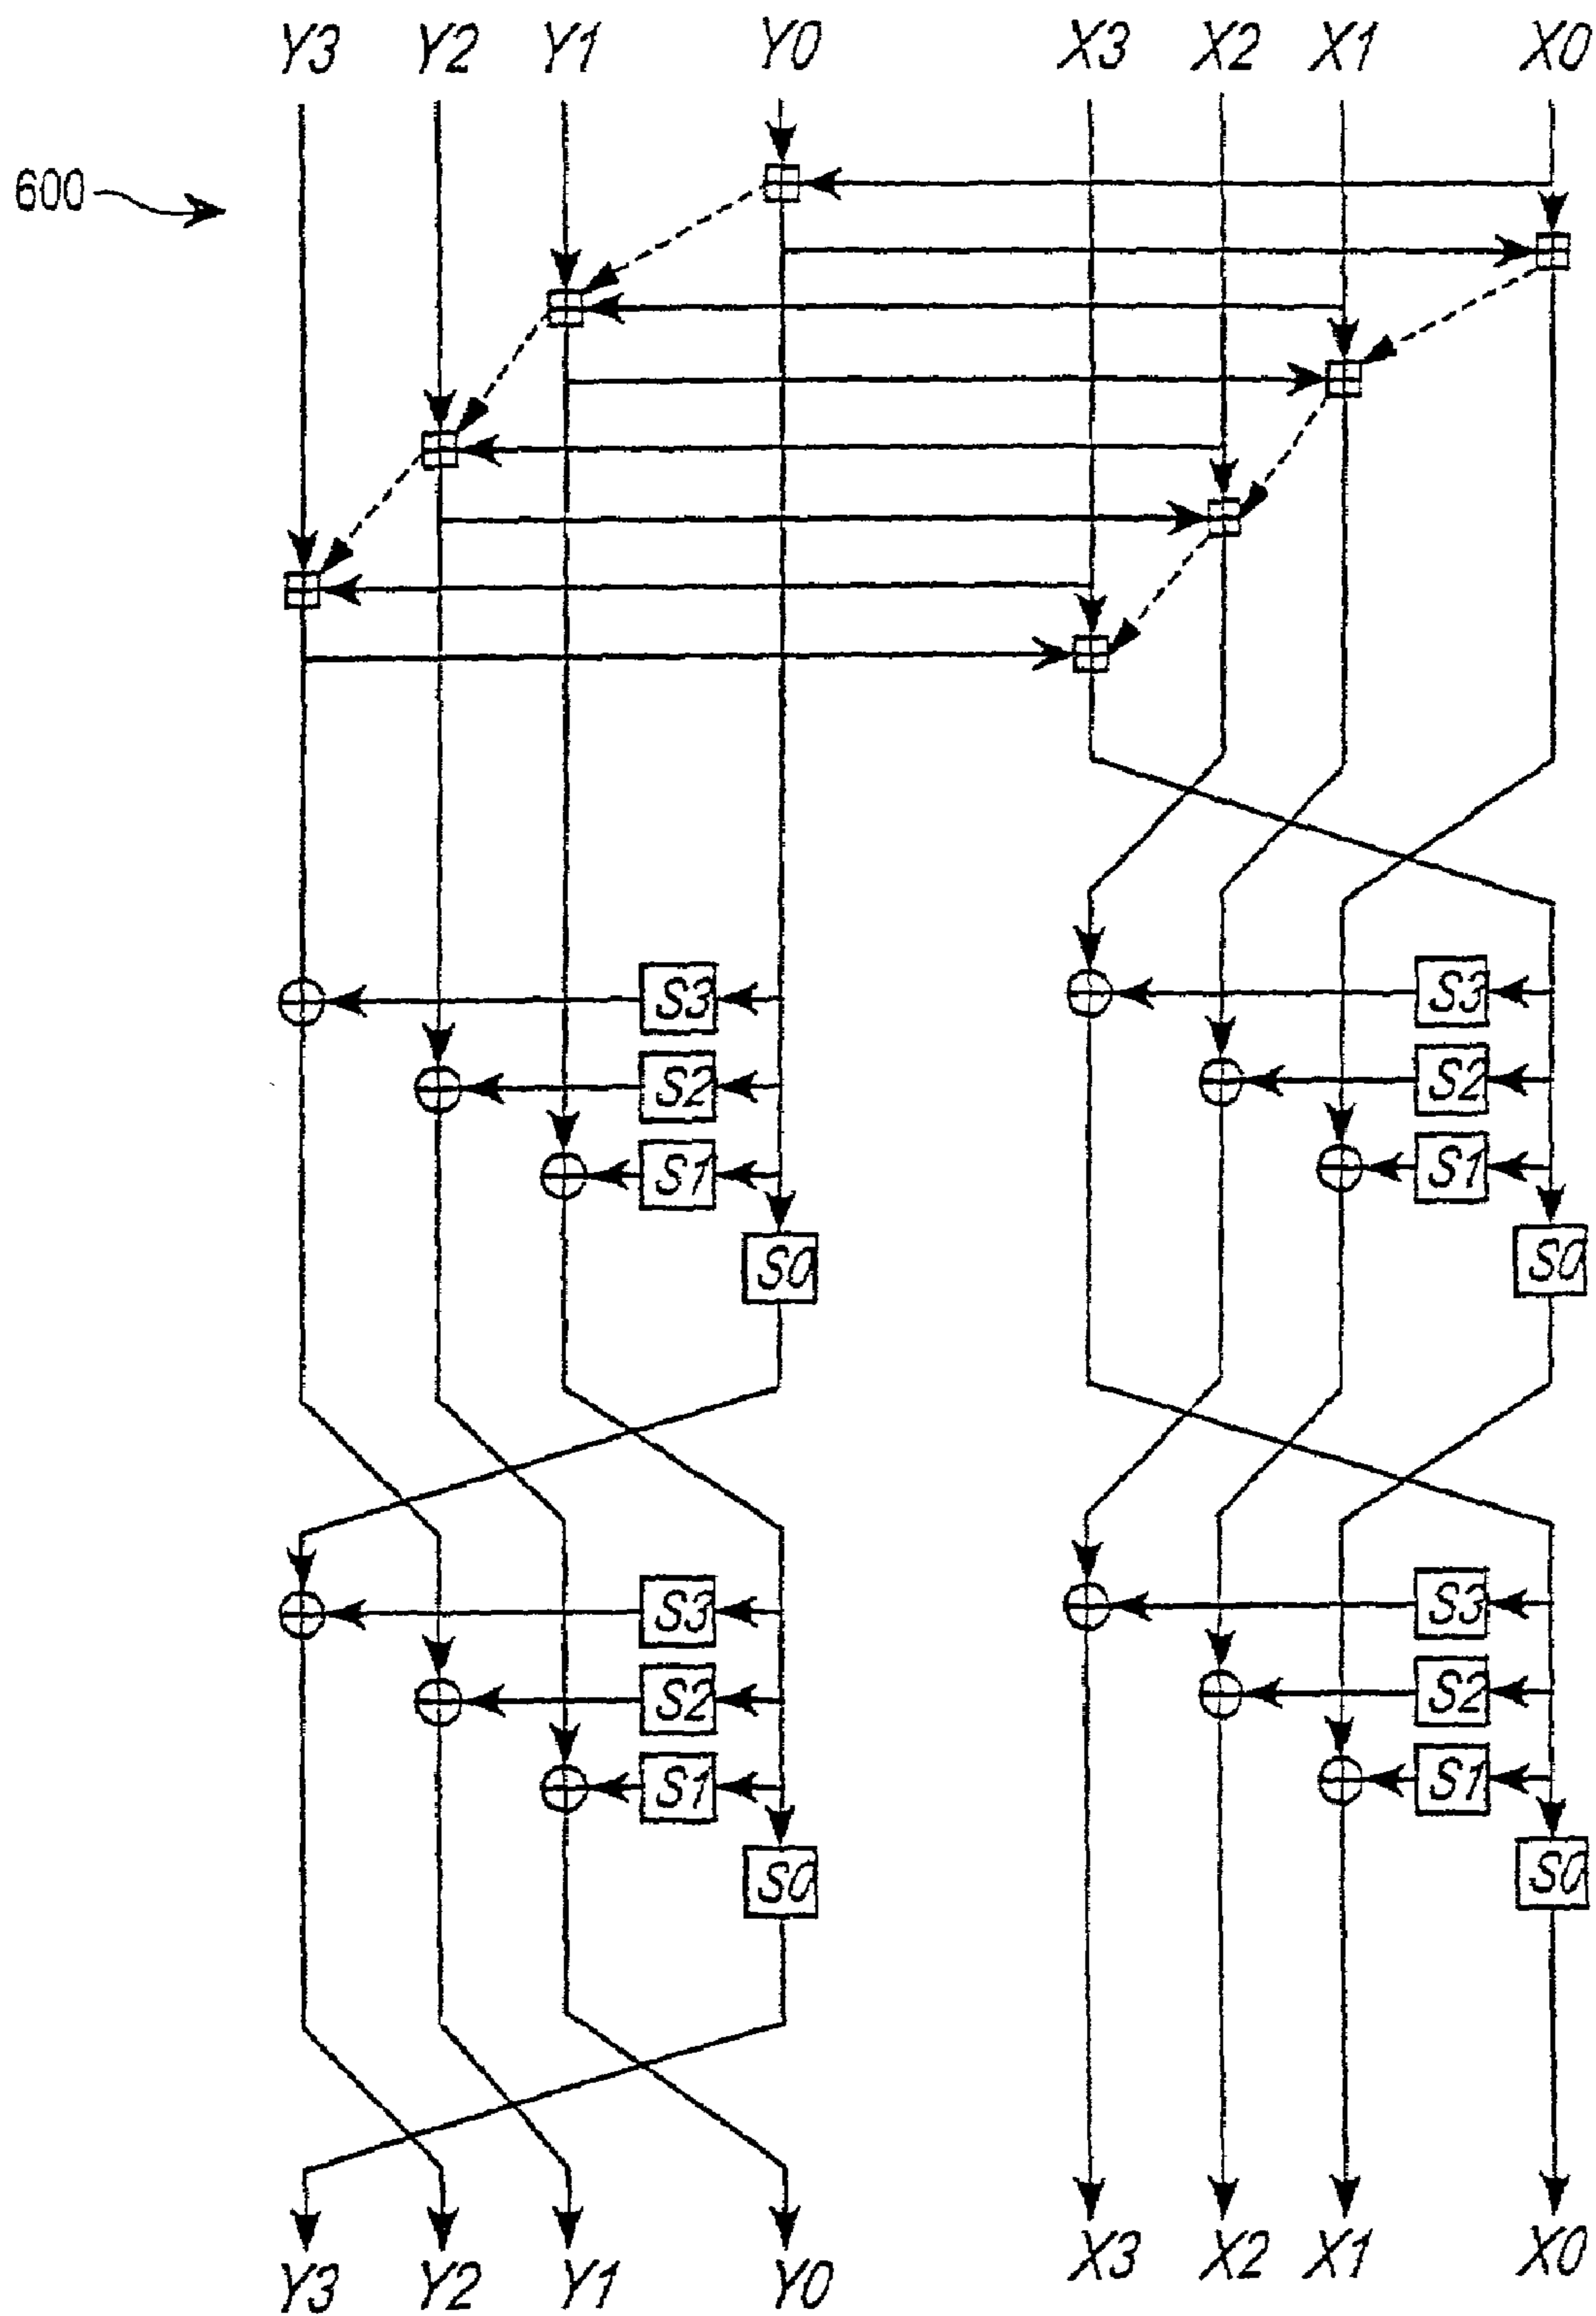 Y3 Y2 Y1 Y0 X3 X2 X1 X0
600
S3 S3
S2 S2
S1 S1
S0 S0
S3 S3
S2 S2
S1 S1
S0 S0
Y3 Y2 Y1 Y0 X3 X2 X1 X0